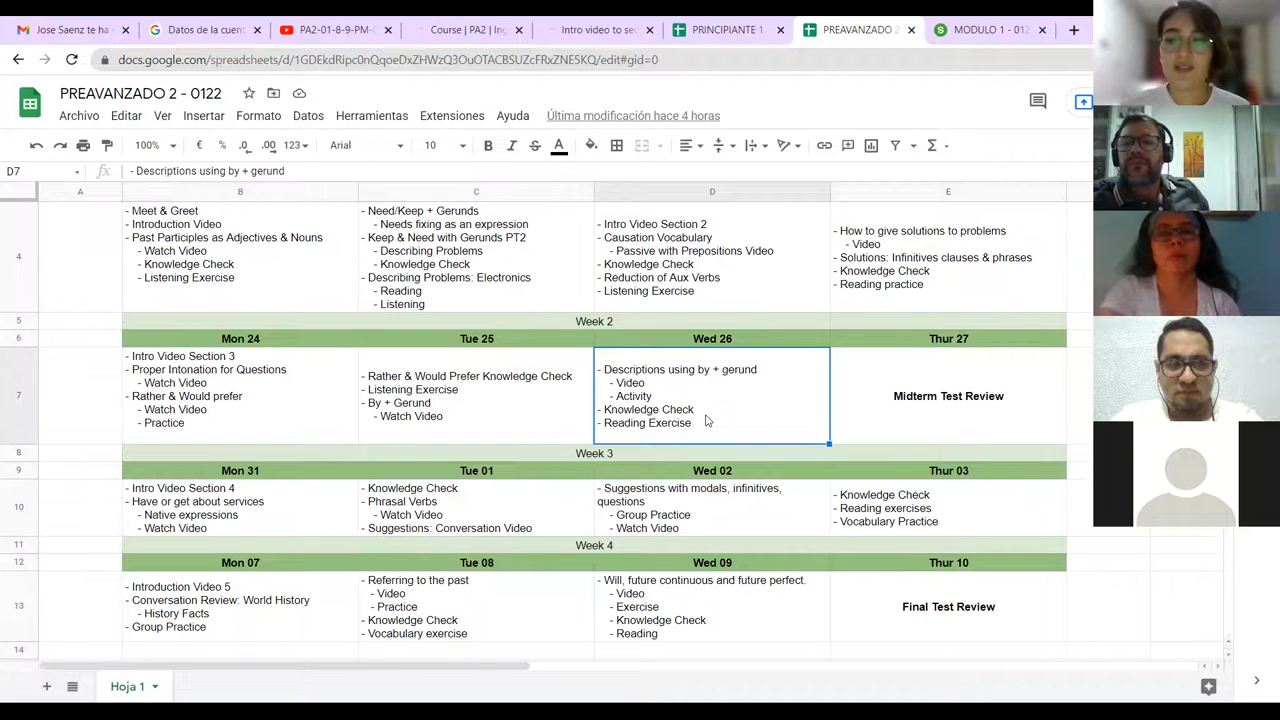 Jose Saenz te ha
Datos de la cuent
PA2-01-8-9-PM-
Course | PA2 | Ing
Intro video to sec
PRINCIPIANTE 1
PREAVANZADO 2
MODULO 1 - 012
docs.google.com/spreadsheets/d/1GDEkdRipc0nQqoeDxZHWzQ3OuOTACBSUZcFRxZNE5KQ/edit#gid=0
PREAVANZADO 2 - 0122
Archivo Editar Ver Insertar Formato Datos Herramientas Extensiones Ayuda Última modificación hace 4 horas
100% € % .0 .00 123 Arial 10 B I S A
D7 fx - Descriptions using by + gerund
A B C D E
4
- Meet & Greet
- Introduction Video
- Past Participles as Adjectives & Nouns
- Watch Video
- Knowledge Check
- Listening Exercise
- Need/Keep + Gerunds
- Needs fixing as an expression
- Keep & Need with Gerunds PT2
- Describing Problems
- Knowledge Check
- Describing Problems: Electronics
- Reading
- Listening
- Intro Video Section 2
- Causation Vocabulary
- Passive with Prepositions Video
- Knowledge Check
- Reduction of Aux Verbs
- Listening Exercise
- How to give solutions to problems
- Video
- Solutions: Infinitives clauses & phrases
- Knowledge Check
- Reading practice
5 Week 2
6 Mon 24 Tue 25 Wed 26 Thur 27
7
- Intro Video Section 3
- Proper Intonation for Questions
- Watch Video
- Rather & Would prefer
- Watch Video
- Practice
- Rather & Would Prefer Knowledge Check
- Listening Exercise
- By + Gerund
- Watch Video
- Descriptions using by + gerund
- Video
- Activity
- Knowledge Check
- Reading Exercise
Midterm Test Review
8 Week 3
9 Mon 31 Tue 01 Wed 02 Thur 03
10
- Intro Video Section 4
- Have or get about services
- Native expressions
- Watch Video
- Knowledge Check
- Phrasal Verbs
- Watch Video
- Suggestions: Conversation Video
- Suggestions with modals, infinitives,
questions
- Group Practice
- Watch Video
- Knowledge Check
- Reading exercises
- Vocabulary Practice
11 Week 4
12 Mon 07 Tue 08 Wed 09 Thur 10
13
- Introduction Video 5
- Conversation Review: World History
- History Facts
- Group Practice
- Referring to the past
- Video
- Practice
- Knowledge Check
- Vocabulary exercise
- Will, future continuous and future perfect.
- Video
- Exercise
- Knowledge Check
- Reading
Final Test Review
14
Hoja 1